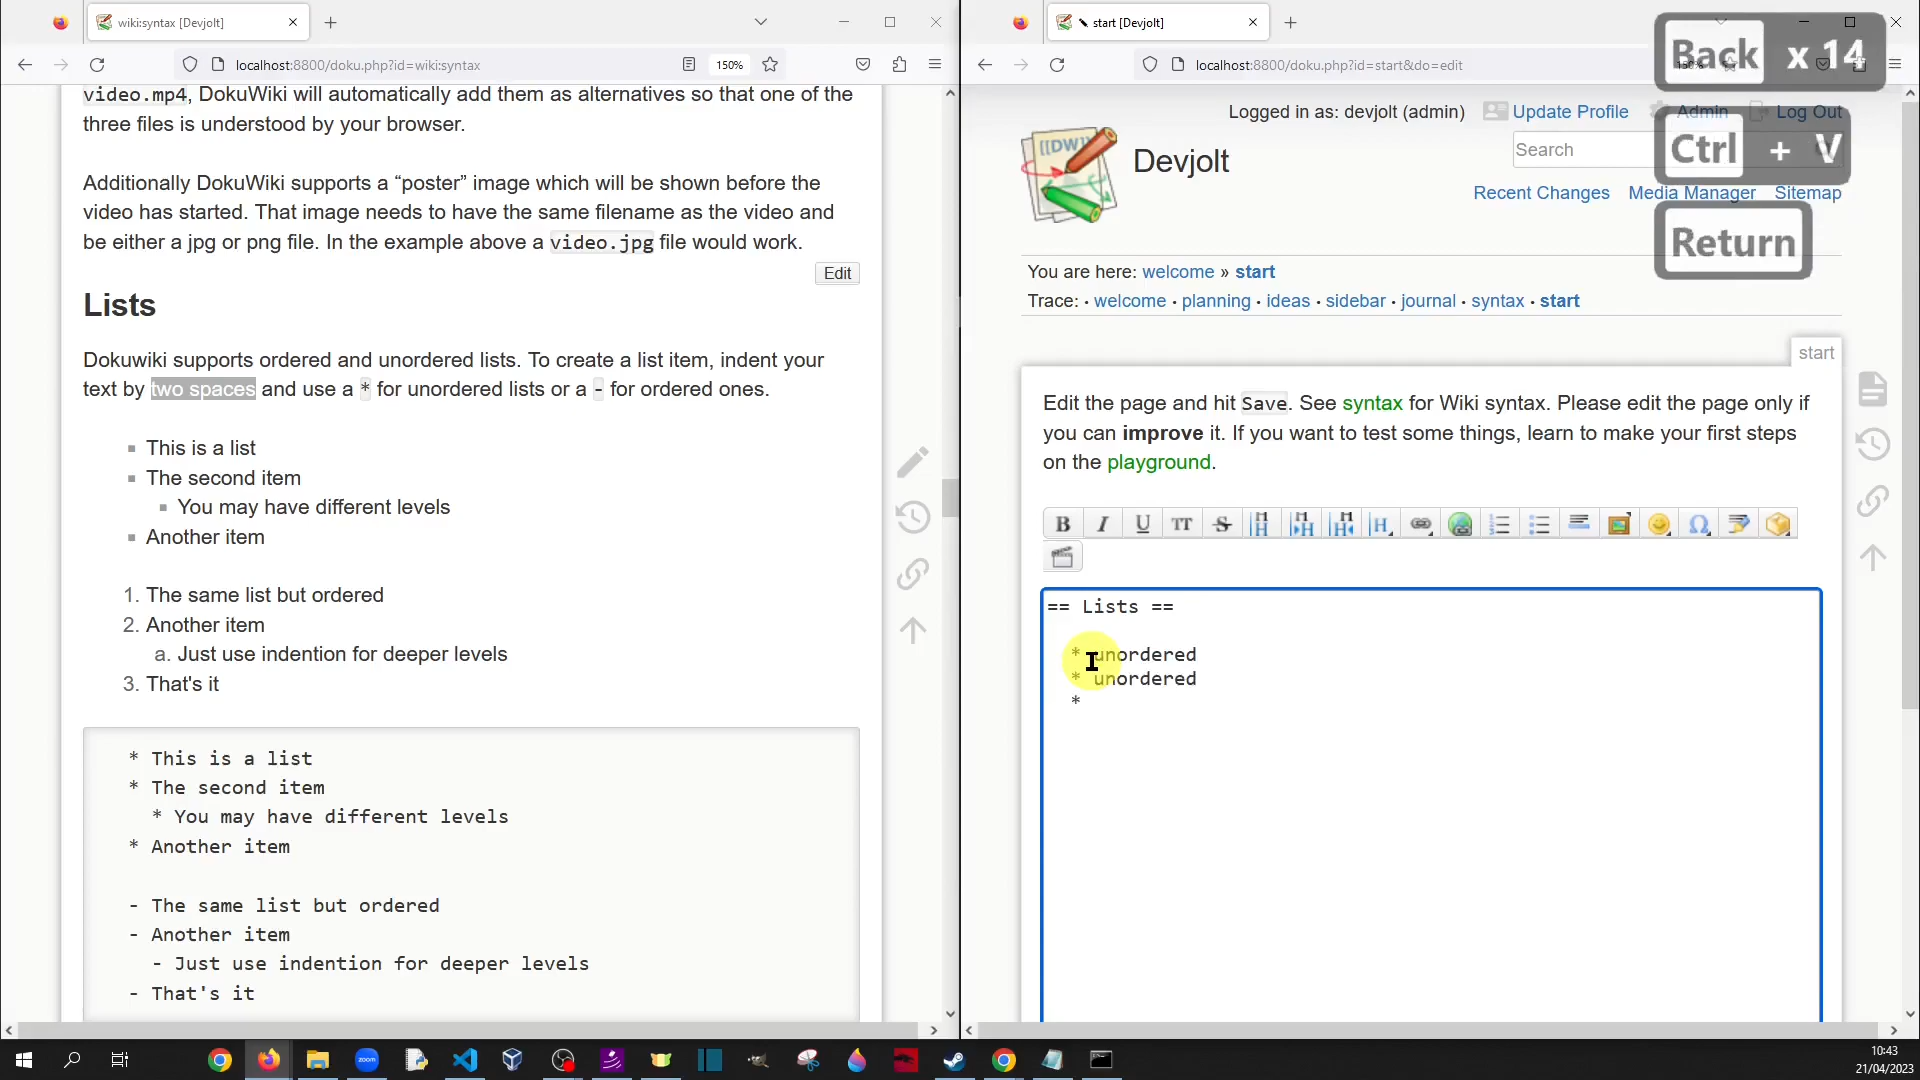 wiki:syntax [Devjolt]
localhost:8800/doku.php?id=wiki:syntax
150%
video.mp4, DokuWiki will automatically add them as alternatives so that one of the
three files is understood by your browser.
Additionally DokuWiki supports a “poster” image which will be shown before the
video has started. That image needs to have the same filename as the video and
be either a jpg or png file. In the example above a video.jpg file would work.
Edit
Lists
Dokuwiki supports ordered and unordered lists. To create a list item, indent your
text by two spaces and use a * for unordered lists or a - for ordered ones.
This is a list
The second item
You may have different levels
Another item
1. The same list but ordered
2. Another item
a. Just use indention for deeper levels
3. That's it
* This is a list
* The second item
* You may have different levels
* Another item
- The same list but ordered
- Another item
- Just use indention for deeper levels
- That's it
start [Devjolt]
localhost:8800/doku.php?id=start&do=edit
150%
Back x 14
Ctrl + V
Return
Logged in as: devjolt (admin) Update Profile Admin Log Out
[[DW]]
Devjolt
Search
Recent Changes Media Manager Sitemap
You are here: welcome » start
Trace: • welcome • planning • ideas • sidebar • journal • syntax • start
start
Edit the page and hit Save. See syntax for Wiki syntax. Please edit the page only if
you can improve it. If you want to test some things, learn to make your first steps
on the playground.
B I U TT S H H H H
== Lists ==
* unordered
* unordered
*
zoom
10:43
21/04/2023